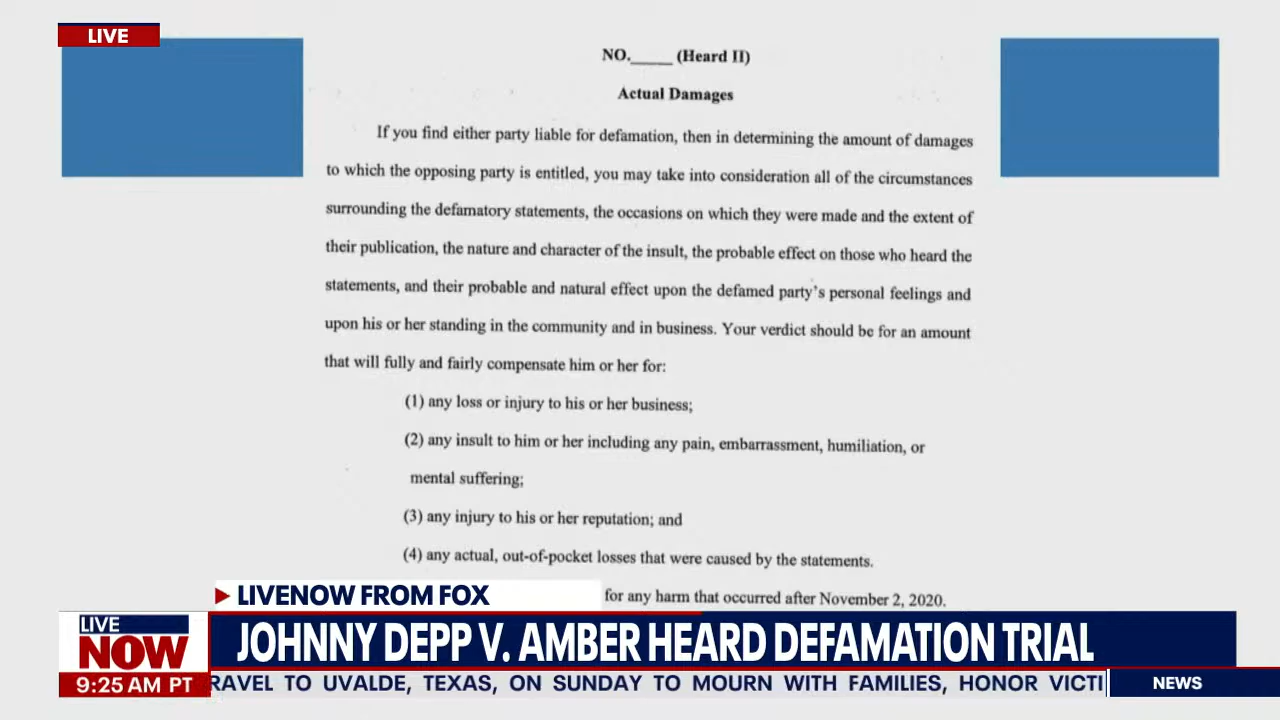 LIVE
NO._____ (Heard II)
Actual Damages
If you find either party liable for defamation, then in determining the amount of damages
to which the opposing party is entitled, you may take into consideration all of the circumstances
surrounding the defamatory statements, the occasions on which they were made and the extent of
their publication, the nature and character of the insult, the probable effect on those who heard the
statements, and their probable and natural effect upon the defamed party's personal feelings and
upon his or her standing in the community and in business. Your verdict should be for an amount
that will fully and fairly compensate him or her for:
(1) any loss or injury to his or her business;
(2) any insult to him or her including any pain, embarrassment, humiliation, or
mental suffering;
(3) any injury to his or her reputation; and
(4) any actual, out-of-pocket losses that were caused by the statements.
for any harm that occurred after November 2, 2020.
LIVENOW FROM FOX
LIVE
NOW
JOHNNY DEPP V. AMBER HEARD DEFAMATION TRIAL
9:25 AM PT
RAVEL TO UVALDE, TEXAS, ON SUNDAY TO MOURN WITH FAMILIES, HONOR VICTI
NEWS